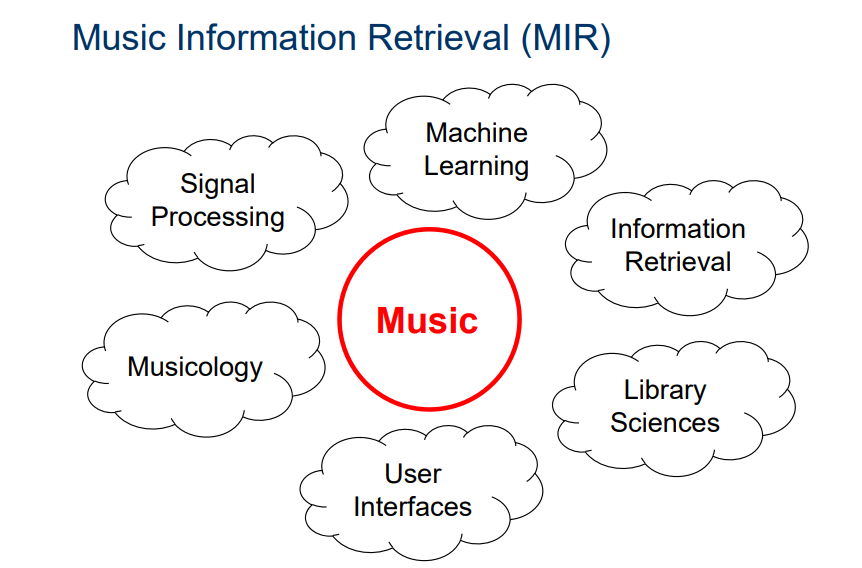 Music Information Retrieval (MIR)
Machine
Learning
Signal
Processing
Information
Retrieval
Music
Musicology
Library
Sciences
User
Interfaces